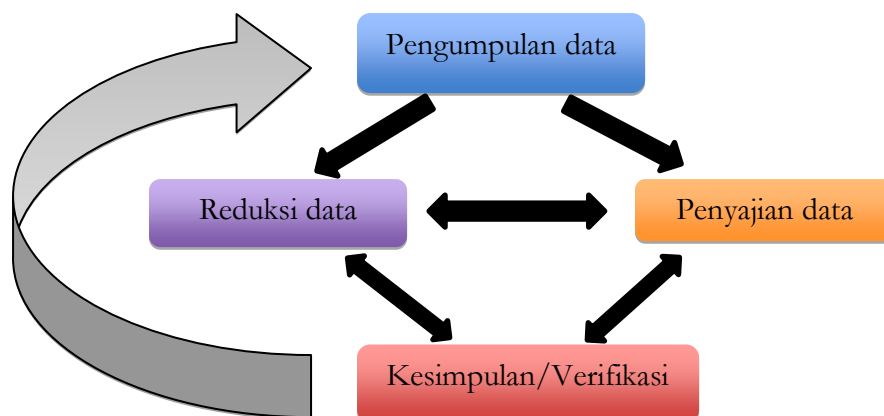 Pengumpulan data
Reduksi data
Penyajian data
Kesimpulan/Verifikasi